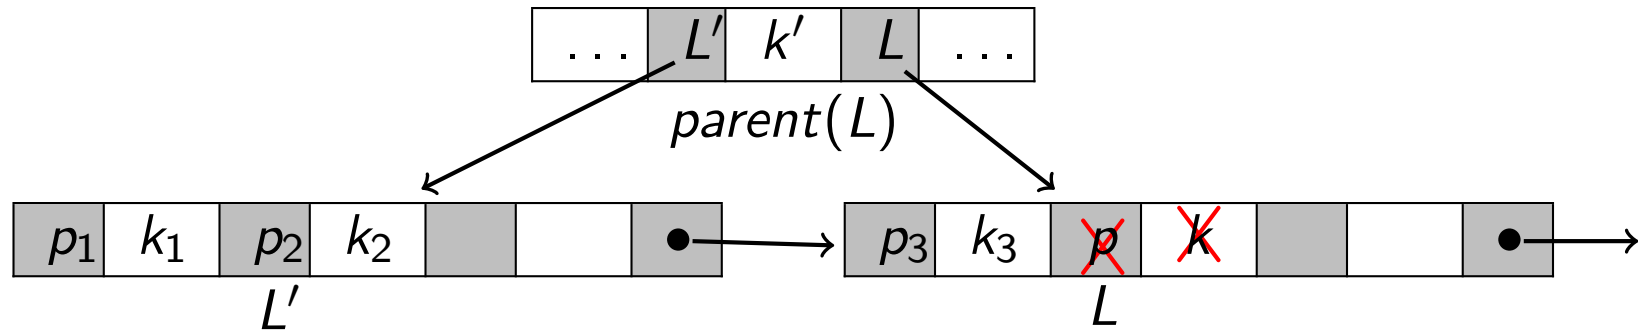 ... L′ k′ L ...
parent(L)
p₁ k₁ p₂ k₂ p₃ k₃ p k
L′ L